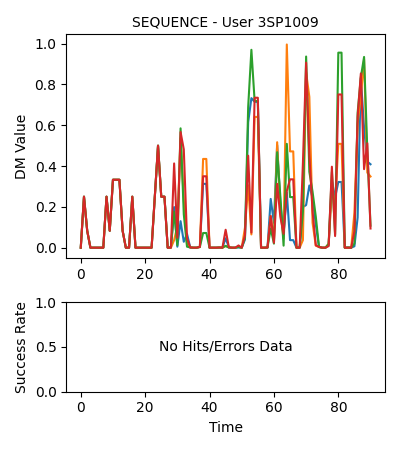 SEQUENCE - User 3SP1009
DM Value
1.0
0.8
0.6
0.4
0.2
0.0
0 20 40 60 80
Success Rate
1.0
0.5
0.0
No Hits/Errors Data
0 20 40 60 80
Time